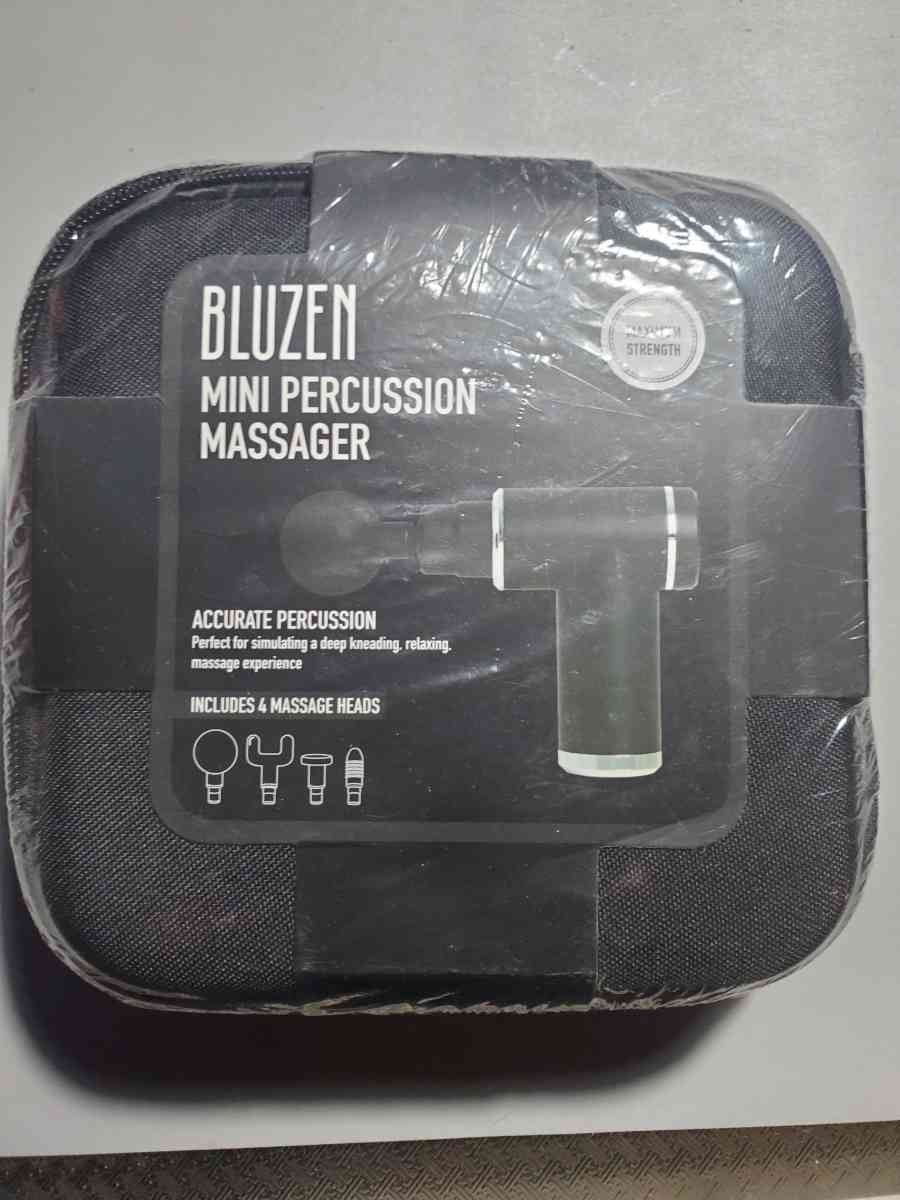 BLUZEN
MINI PERCUSSION
MASSAGER
MAXIMUM
STRENGTH
ACCURATE PERCUSSION
Perfect for simulating a deep kneading, relaxing,
massage experience
INCLUDES 4 MASSAGE HEADS